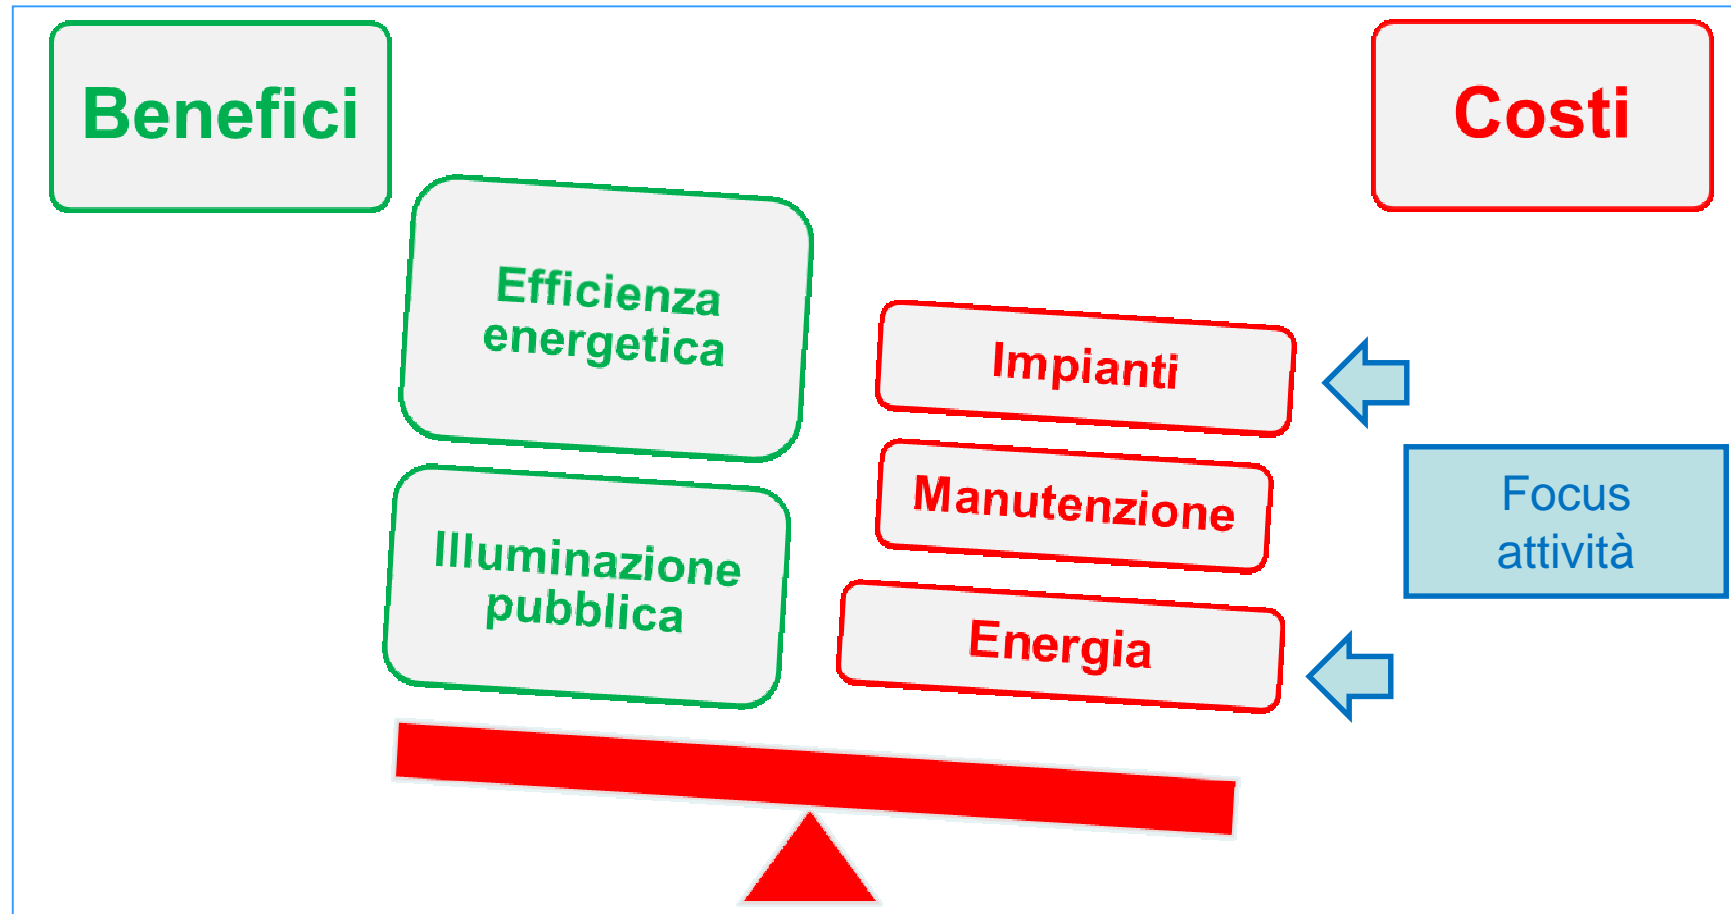 Benefici
Costi
Efficienza
energetica
Illuminazione
pubblica
Impianti
Manutenzione
Energia
Focus
attività